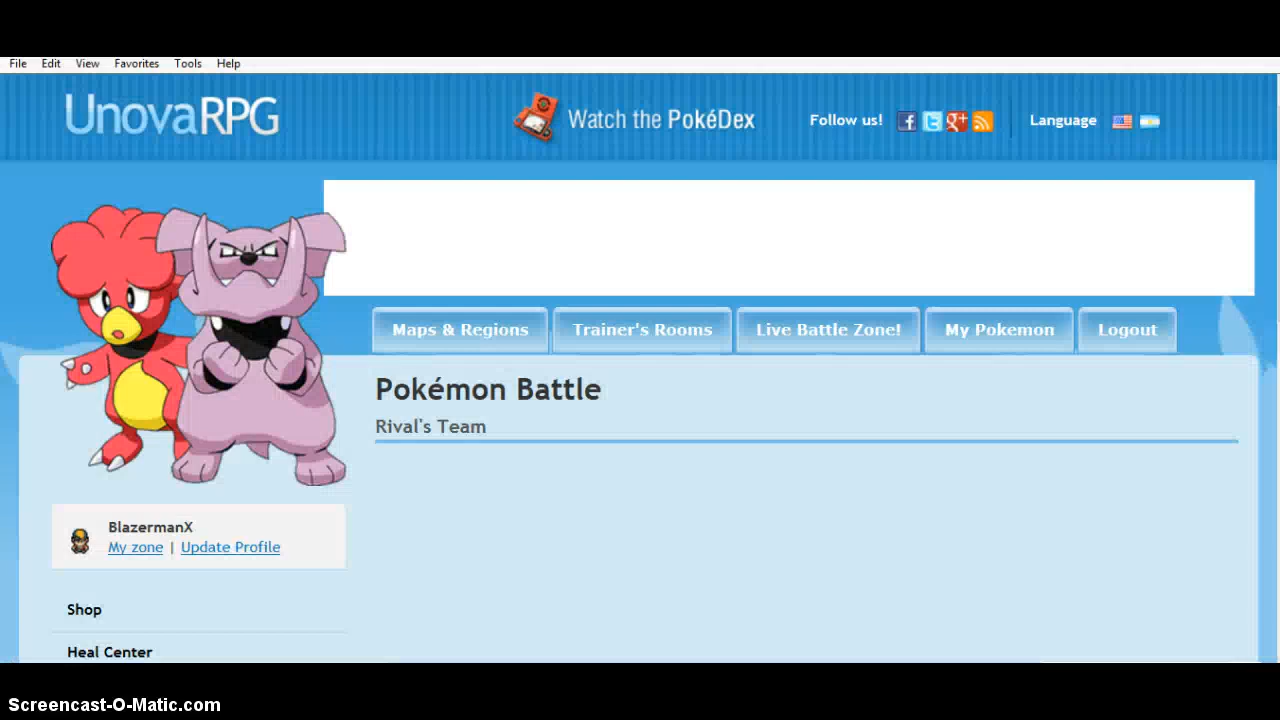 File Edit View Favorites Tools Help
UnovaRPG
Watch the PokéDex
Follow us!
Language
Maps & Regions
Trainer's Rooms
Live Battle Zone!
My Pokemon
Logout
Pokémon Battle
Rival's Team
BlazermanX
My zone | Update Profile
Shop
Heal Center
Screencast-O-Matic.com